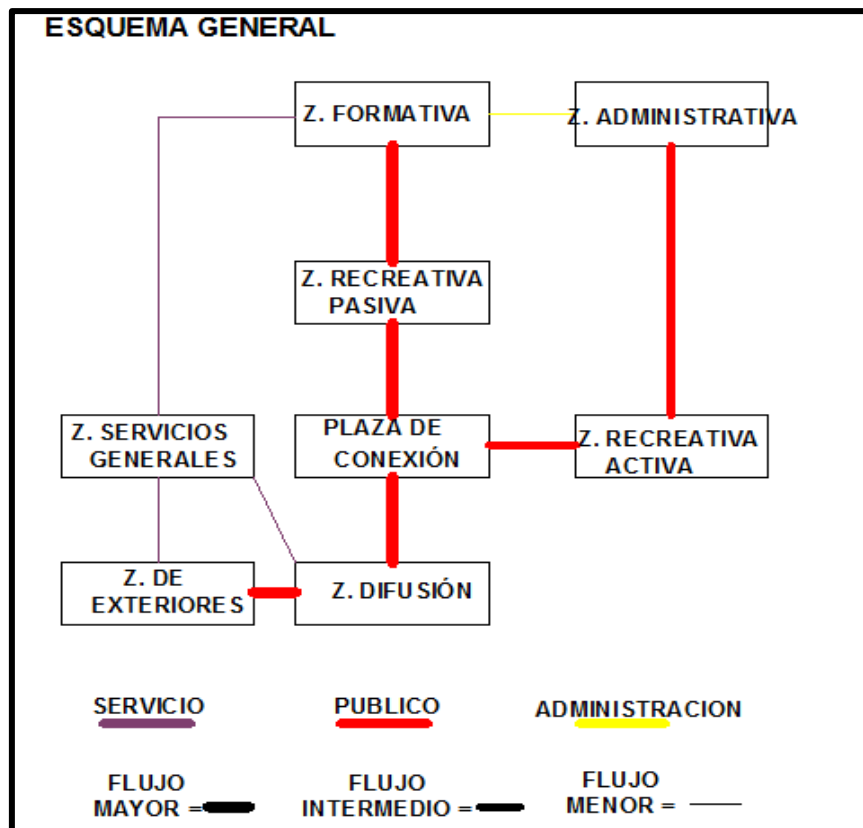 ESQUEMA GENERAL
Z. FORMATIVA
Z. ADMINISTRATIVA
Z. RECREATIVA
PASIVA
Z. SERVICIOS
GENERALES
PLAZA DE
CONEXIÓN
Z. RECREATIVA
ACTIVA
Z. DE
EXTERIORES
Z. DIFUSIÓN
SERVICIO
PUBLICO
ADMINISTRACION
FLUJO
MAYOR =
FLUJO
INTERMEDIO =
FLUJO
MENOR =